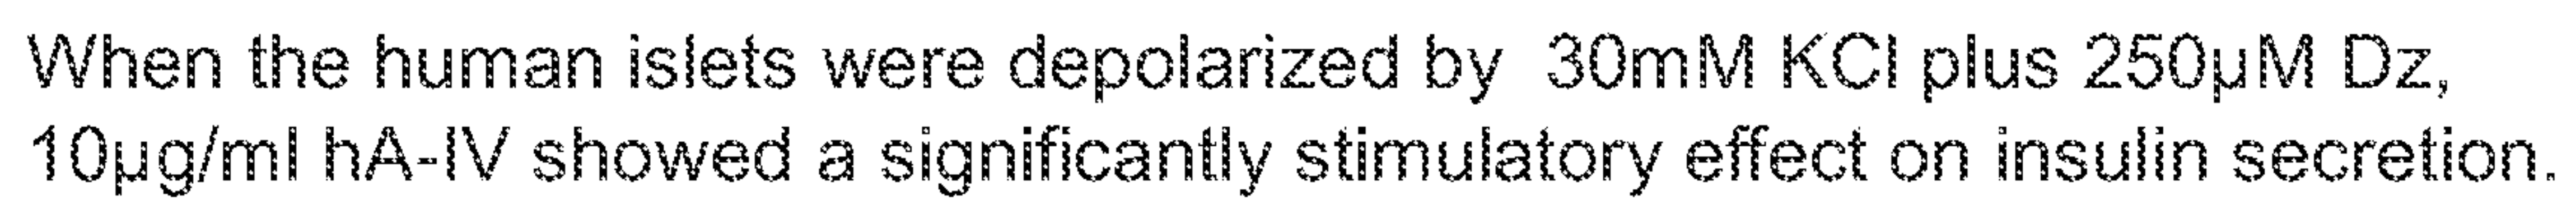 When the human islets were depolarized by  30mM KCl plus 250µM Dz,
10µg/ml hA-IV showed a significantly stimulatory effect on insulin secretion.